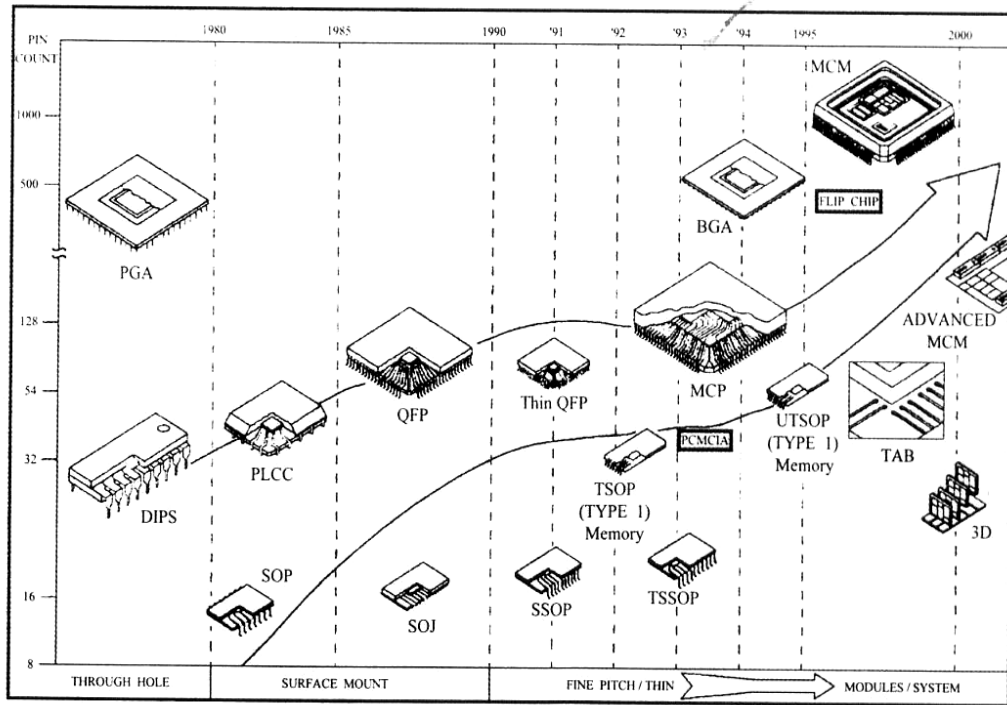 1980 1985 1990 '91 '92 '93 '94 1995 2000
PIN
COUNT
MCM
1000
500
FLIP CHIP
BGA
PGA
128
ADVANCED
MCM
54
QFP
Thin QFP
MCP
UTSOP
(TYPE 1)
Memory
PCMCIA
TAB
PLCC
32
TSOP
(TYPE 1)
Memory
DIPS
3D
SOP
16
SOJ
SSOP
TSSOP
8
THROUGH HOLE SURFACE MOUNT FINE PITCH / THIN MODULES / SYSTEM